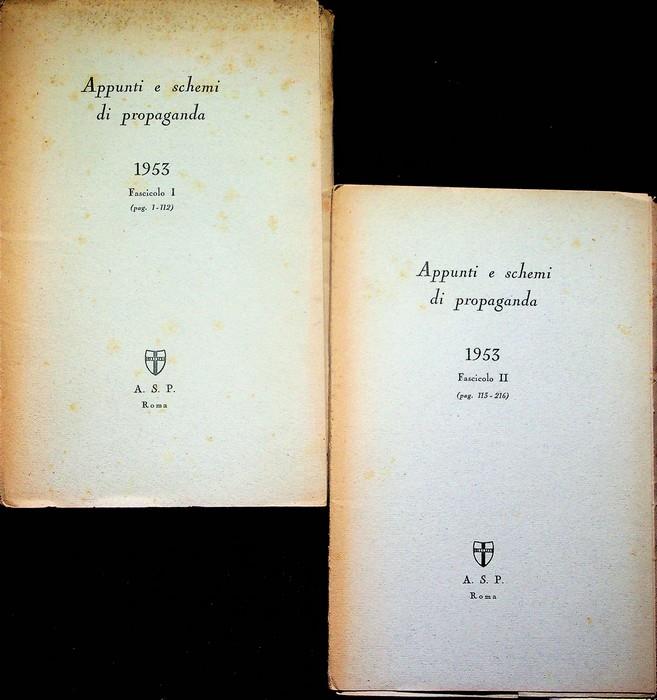 Appunti e schemi
di propaganda
1953
Fascicolo I
(pag. 1-112)
A. S. P.
Roma
Appunti e schemi
di propaganda
1953
Fascicolo II
(pag. 115-216)
A. S. P.
Roma